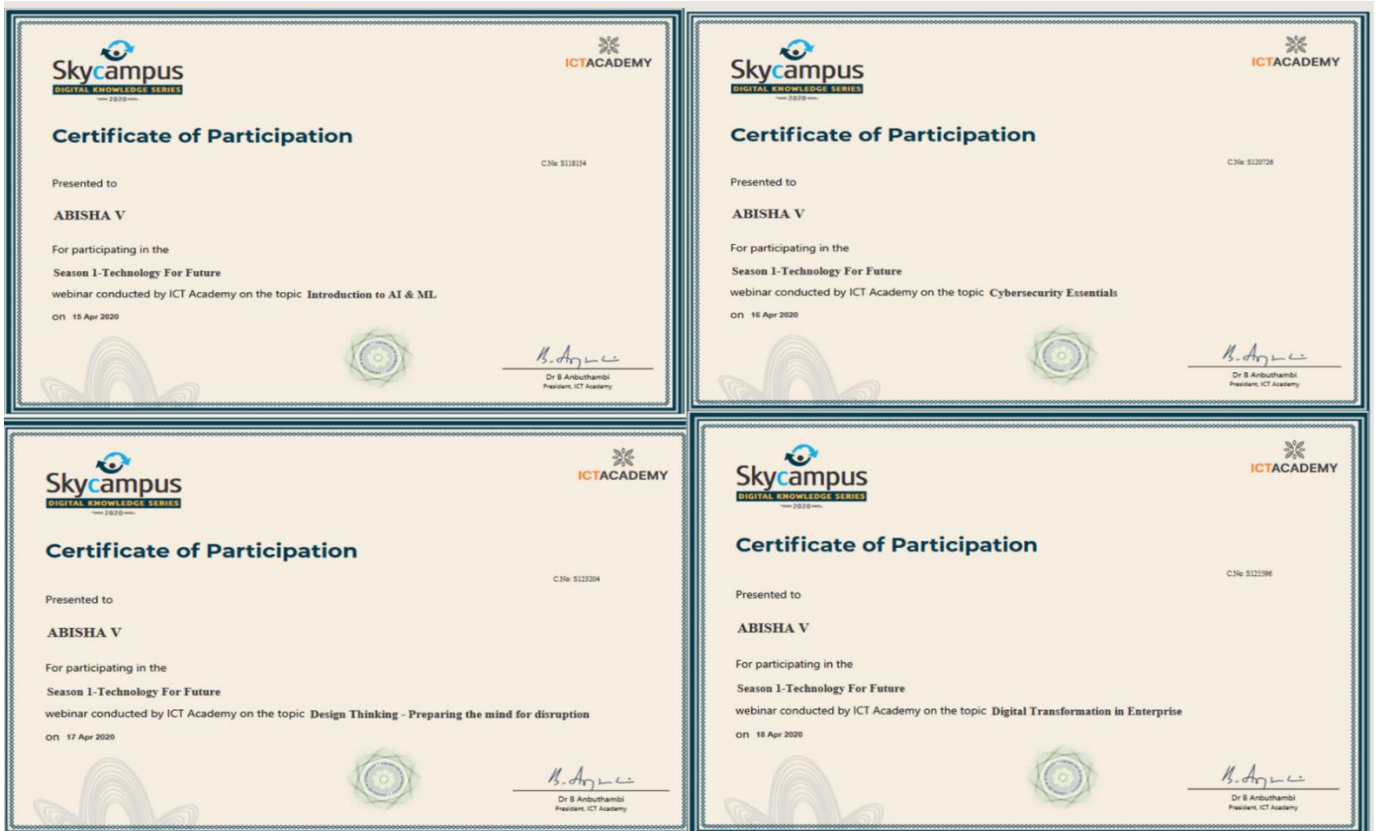 Skycampus
DIGITAL KNOWLEDGE SERIES
2020
ICTACADEMY
Certificate of Participation
C.No: S118154
Presented to
ABISHA V
For participating in the
Season 1-Technology For Future
webinar conducted by ICT Academy on the topic Introduction to AI & ML
on 15 Apr 2020
Dr B Anbuthambi
President, ICT Academy
Skycampus
DIGITAL KNOWLEDGE SERIES
2020
ICTACADEMY
Certificate of Participation
C.No: S120726
Presented to
ABISHA V
For participating in the
Season 1-Technology For Future
webinar conducted by ICT Academy on the topic Cybersecurity Essentials
on 16 Apr 2020
Dr B Anbuthambi
President, ICT Academy
Skycampus
DIGITAL KNOWLEDGE SERIES
2020
ICTACADEMY
Certificate of Participation
C.No: S123204
Presented to
ABISHA V
For participating in the
Season 1-Technology For Future
webinar conducted by ICT Academy on the topic Design Thinking - Preparing the mind for disruption
on 17 Apr 2020
Dr B Anbuthambi
President, ICT Academy
Skycampus
DIGITAL KNOWLEDGE SERIES
2020
ICTACADEMY
Certificate of Participation
C.No: S125596
Presented to
ABISHA V
For participating in the
Season 1-Technology For Future
webinar conducted by ICT Academy on the topic Digital Transformation in Enterprise
on 18 Apr 2020
Dr B Anbuthambi
President, ICT Academy